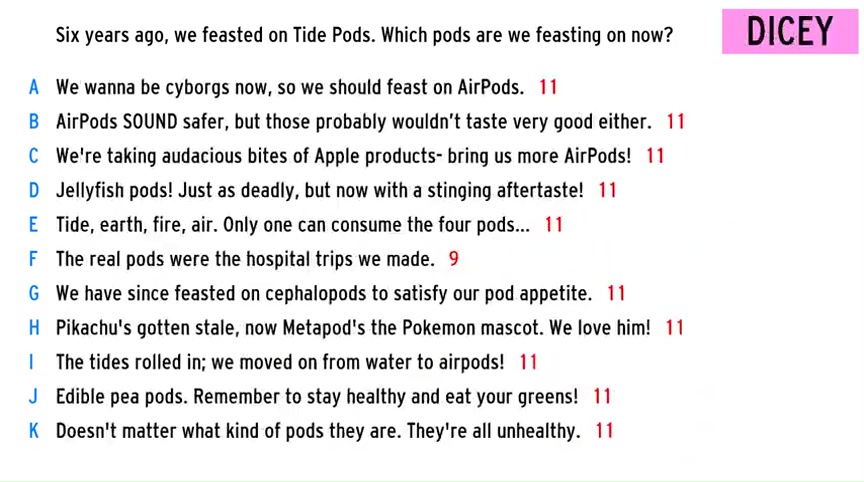 Six years ago, we feasted on Tide Pods. Which pods are we feasting on now?
DICEY
A We wanna be cyborgs now, so we should feast on AirPods. 11
B AirPods SOUND safer, but those probably wouldn't taste very good either. 11
C We're taking audacious bites of Apple products- bring us more AirPods! 11
D Jellyfish pods! Just as deadly, but now with a stinging aftertaste! 11
E Tide, earth, fire, air. Only one can consume the four pods... 11
F The real pods were the hospital trips we made. 9
G We have since feasted on cephalopods to satisfy our pod appetite. 11
H Pikachu's gotten stale, now Metapod's the Pokemon mascot. We love him! 11
I The tides rolled in; we moved on from water to airpods! 11
J Edible pea pods. Remember to stay healthy and eat your greens! 11
K Doesn't matter what kind of pods they are. They're all unhealthy. 11